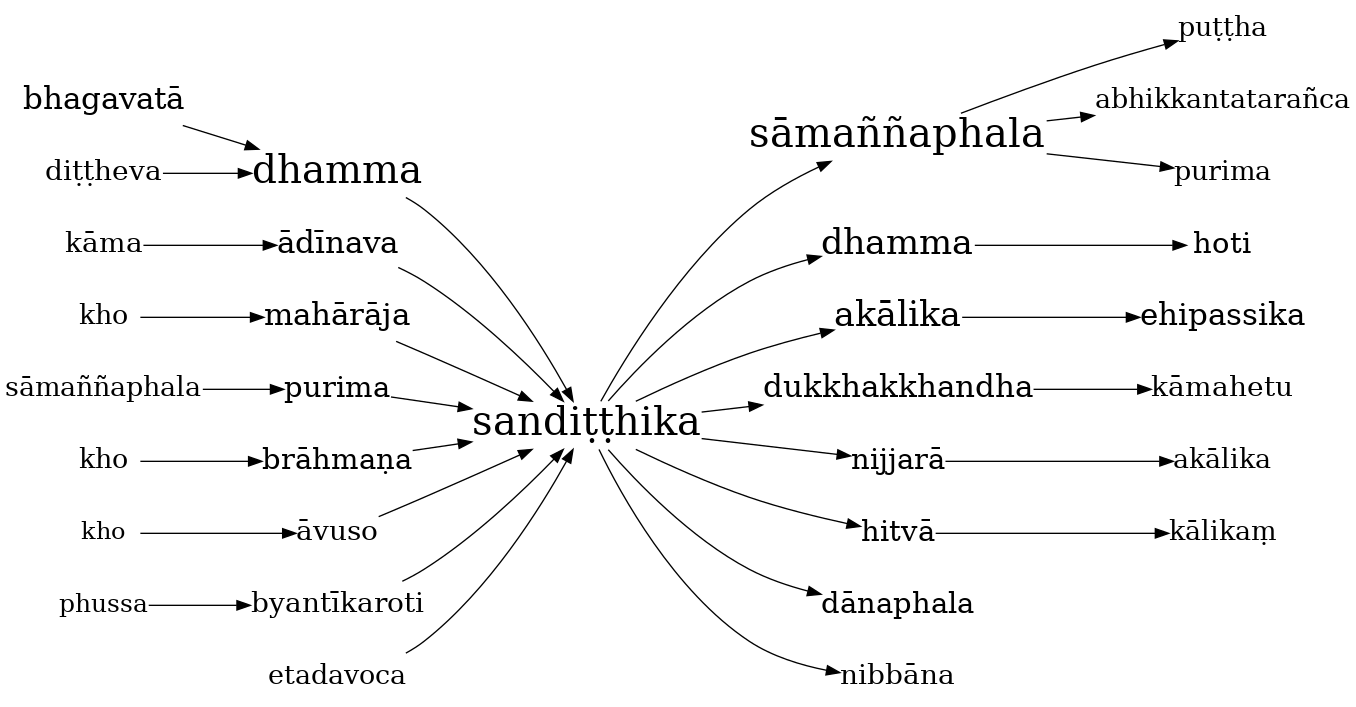 puṭṭha
bhagavatā
abhikkantatarañca
sāmaññaphala
diṭṭheva
dhamma
purima
kāma
ādīnava
dhamma
hoti
kho
mahārāja
akālika
ehipassika
sāmaññaphala
purima
dukkhakkhandha
kāmahetu
sandiṭṭhika
kho
brāhmaṇa
nijjarā
akālika
kho
āvuso
hitvā
kālikaṃ
phussa
byantīkaroti
dānaphala
etadavoca
nibbāna